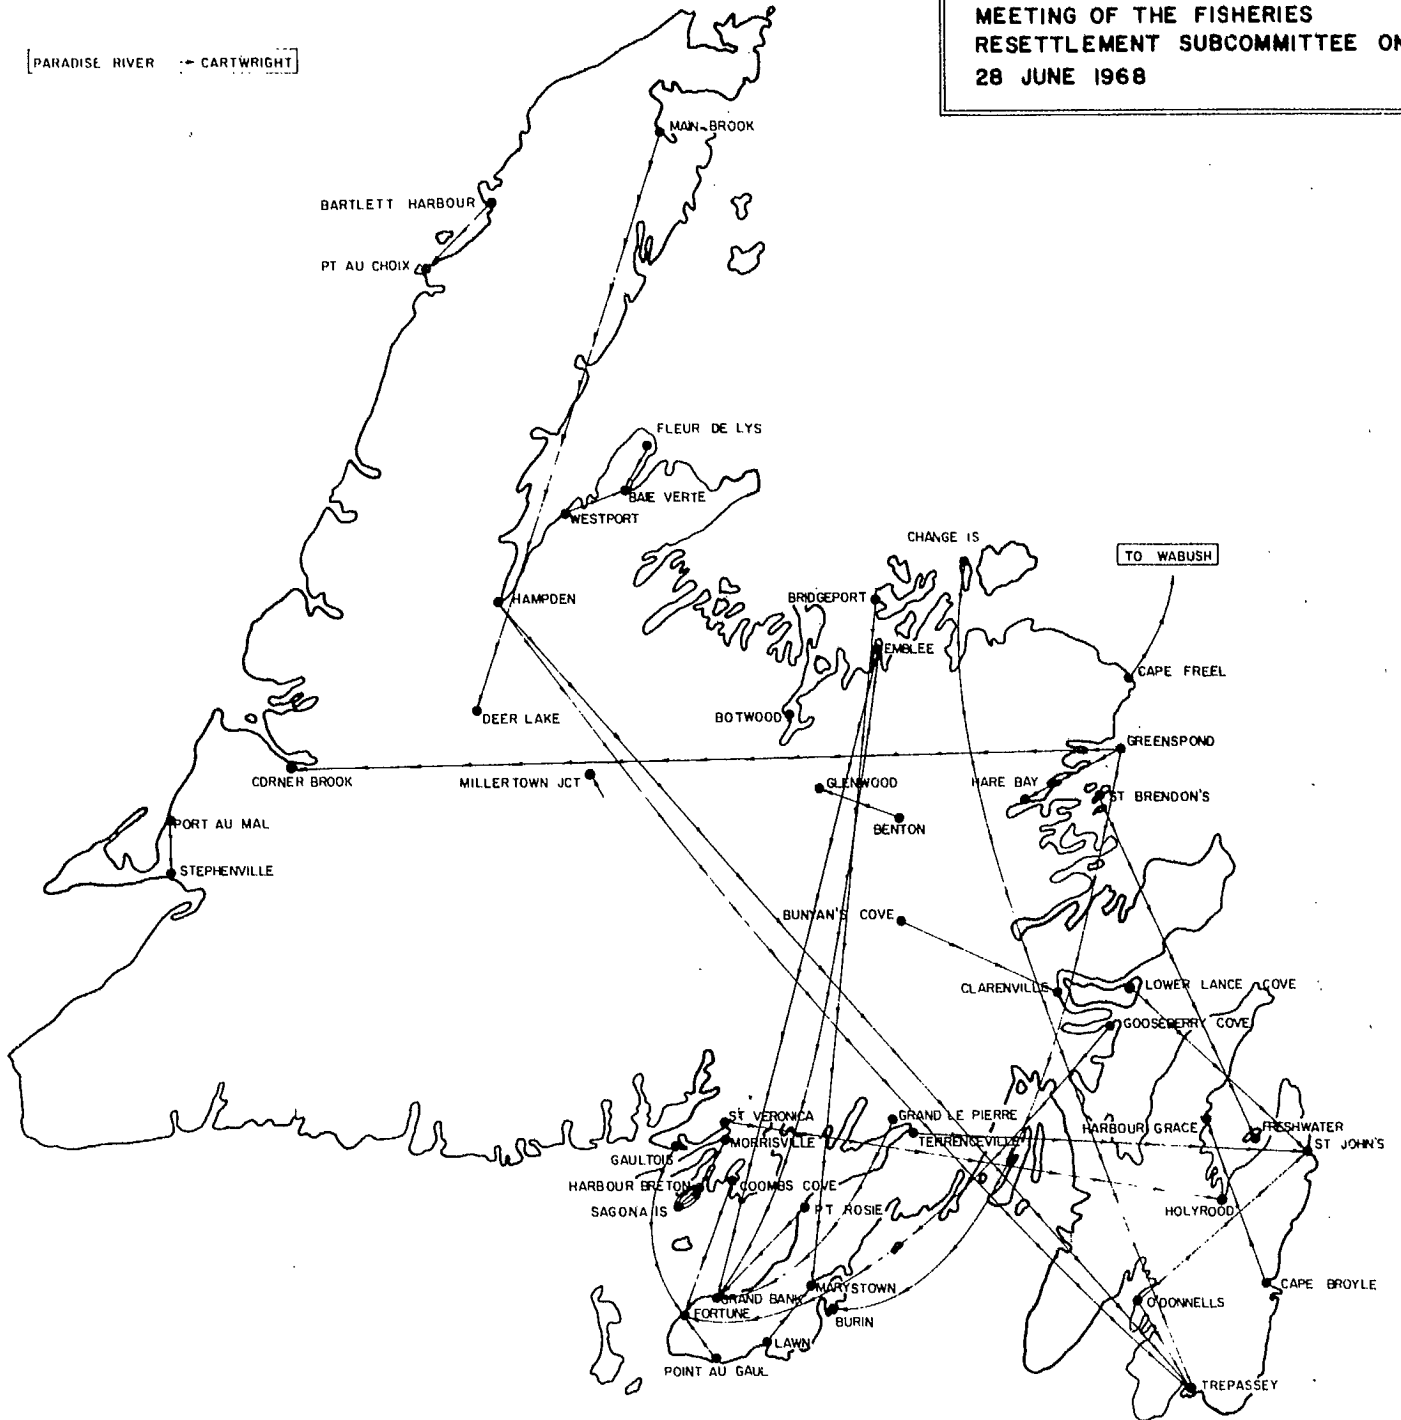 MEETING OF THE FISHERIES
RESETTLEMENT SUBCOMMITTEE ON
28 JUNE 1968
PARADISE RIVER CARTWRIGHT
MAIN BROOK
BARTLETT HARBOUR
PT AU CHOIX
FLEUR DE LYS
BAIE VERTE
WESTPORT
CHANGE IS
TO WABUSH
HAMPDEN
BRIDGEPORT
EMBLEE
CAPE FREEL
DEER LAKE
BOTWOOD
GREENSPOND
CORNER BROOK
MILLERTOWN JCT
GLENWOOD
HARE BAY
ST BRENDON'S
PORT AU MAL
BENTON
STEPHENVILLE
BUNYAN'S COVE
CLARENVILLE
LOWER LANCE COVE
GOOSEBERRY COVE
ST VERONICA
GRAND LE PIERRE
HARBOUR GRACE
FRESHWATER
MORRISVILLE
TERRENCEVILLE
ST JOHN'S
GAULTOIS
HARBOUR BRETON
COOMBS COVE
SAGONA IS
PT ROSIE
HOLYROOD
MARYSTOWN
CAPE BROYLE
GRAND BANK
O'DONNELLS
FORTUNE
BURIN
LAWN
POINT AU GAUL
TREPASSEY